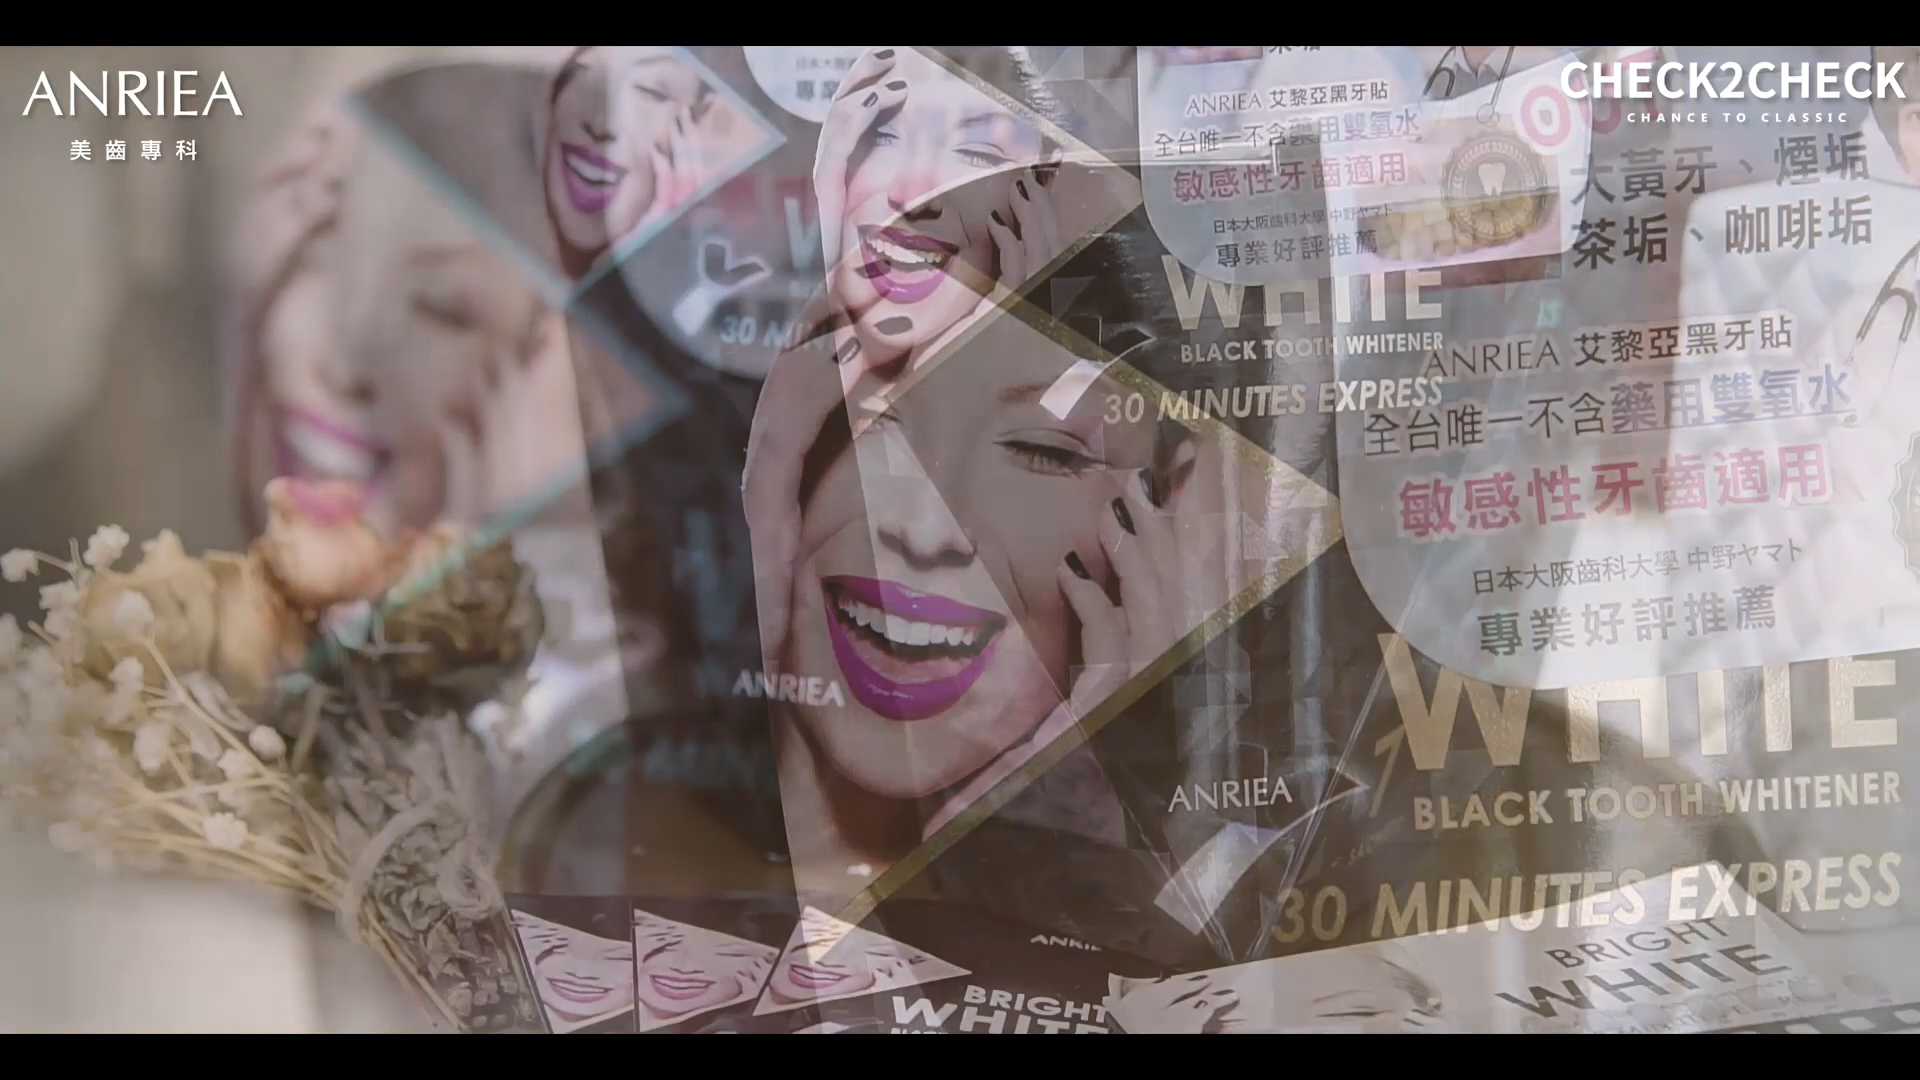 ANRIEA
美齒專科
CHECK2CHECK
CHANCE TO CLASSIC
ANRIEA 艾黎亞黑牙貼
全台唯一不含藥用雙氧水
敏感性牙齒適用
日本大阪齒科大學 中野ヤマト
專業好評推薦
大黃牙、煙垢
茶垢、咖啡垢
WHITE
BLACK TOOTH WHITENER
30 MINUTES EXPRESS
30 MIN
ANRIEA 艾黎亞黑牙貼
全台唯一不含藥用雙氧水
敏感性牙齒適用
日本大阪齒科大學 中野ヤマト
專業好評推薦
ANRIEA
ANRIEA
WHITE
BLACK TOOTH WHITENER
30 MINUTES EXPRESS
BRIGHT
WHITE
BRIGHT
WHITE